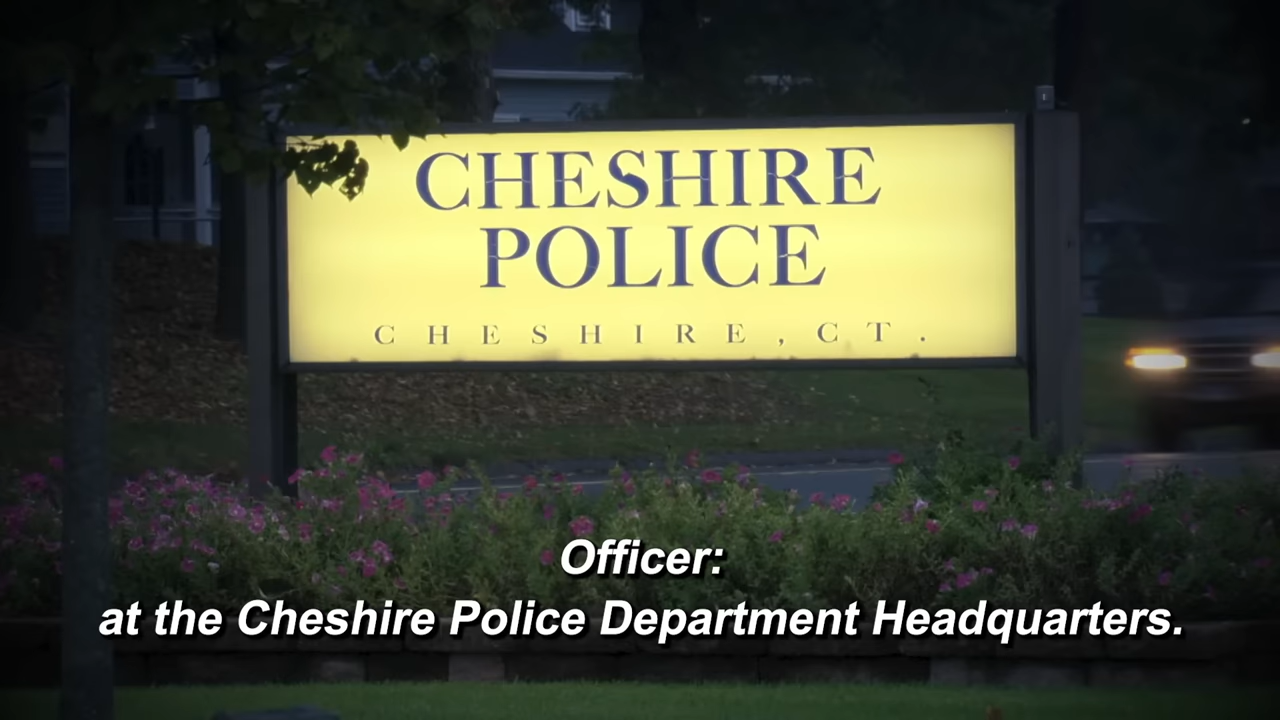 CHESHIRE
POLICE
CHESHIRE, CT.
Officer:
at the Cheshire Police Department Headquarters.